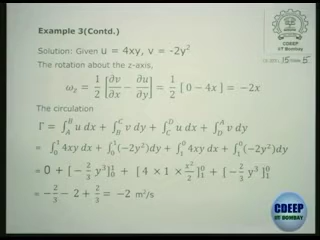 Example 3(Contd.)
CDEEP
IIT Bombay
Solution: Given u = 4xy, v = -2y²
The rotation about the z-axis,
ω_z = 1/2 [∂v/∂x − ∂u/∂y] = 1/2 [0 − 4x] = −2x
The circulation
Γ = ∫_A^B u dx + ∫_B^C v dy + ∫_C^D u dx + ∫_D^A v dy
= ∫_0^1 4xy dx + ∫_0^1 (−2y²)dy + ∫_1^0 4xy dx + ∫_1^0 (−2y²)dy
= 0 + [−2/3 y³]_0^1 + [4 × 1 × x²/2]_1^0 + [−2/3 y³]_1^0
= −2/3 − 2 + 2/3 = −2 m²/s
CDEEP
IIT BOMBAY